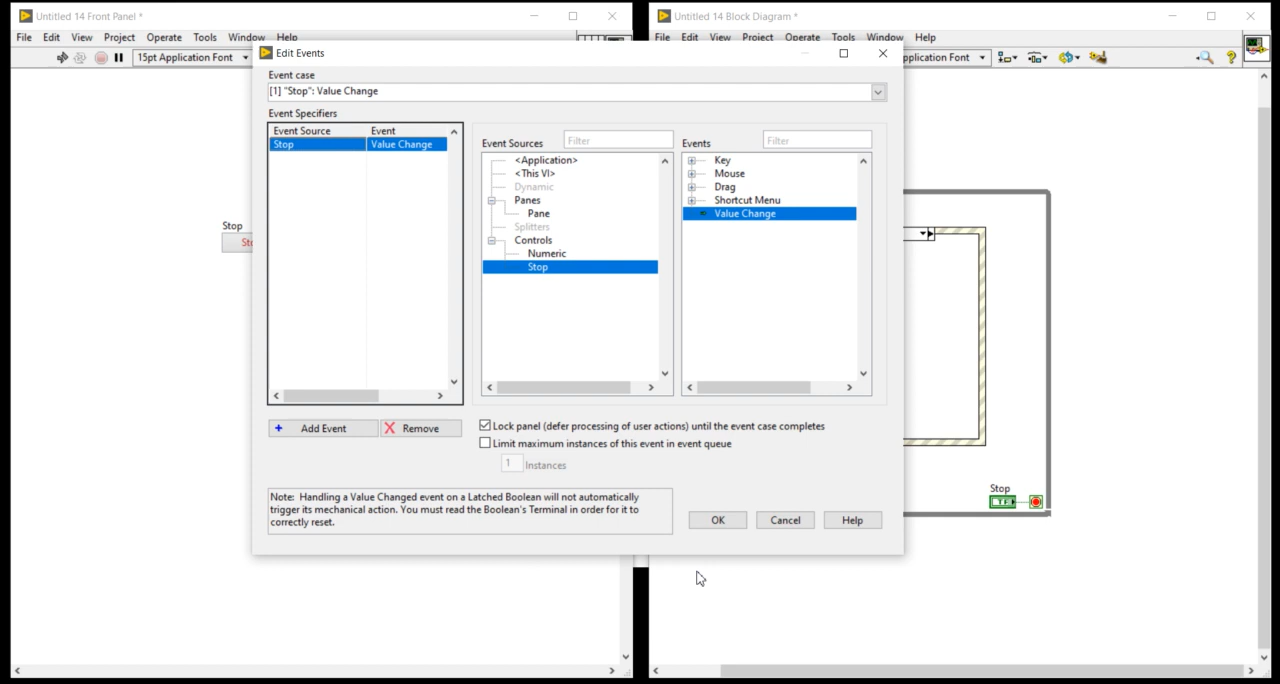 Untitled 14 Front Panel *
Untitled 14 Block Diagram *
File Edit View Project Operate Tools Window Help
File Edit View Project Operate Tools Window Help
15pt Application Font
pplication Font
Edit Events
Event case
[1] "Stop": Value Change
Event Specifiers
Event Source Event
Stop Value Change
Event Sources Filter
<Application>
<This VI>
Dynamic
Panes
Pane
Splitters
Controls
Numeric
Stop
Events Filter
Key
Mouse
Drag
Shortcut Menu
Value Change
Add Event
Remove
Lock panel (defer processing of user actions) until the event case completes
Limit maximum instances of this event in event queue
1 Instances
Note: Handling a Value Changed event on a Latched Boolean will not automatically
trigger its mechanical action. You must read the Boolean's Terminal in order for it to
correctly reset.
OK Cancel Help
Stop
Sto
Stop
TF